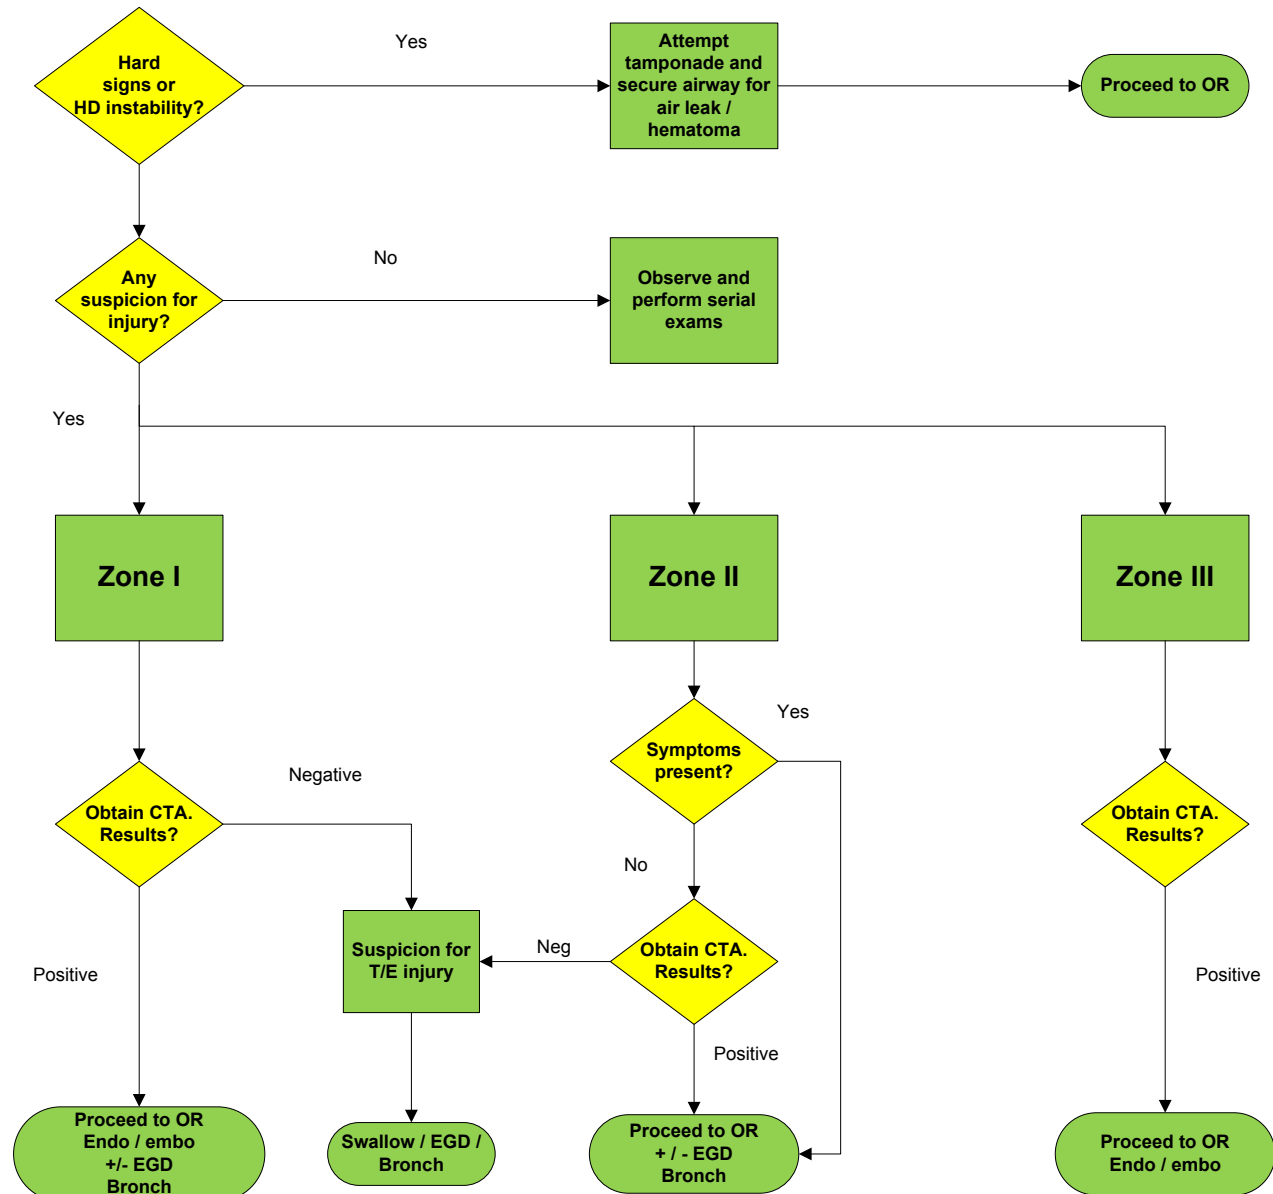 Hard
signs or
HD instability?
Yes
Attempt
tamponade and
secure airway for
air leak /
hematoma
Proceed to OR
Any
suspicion for
injury?
No
Observe and
perform serial
exams
Yes
Zone I
Zone II
Zone III
Symptoms
present?
Yes
Obtain CTA.
Results?
Negative
No
Obtain CTA.
Results?
Suspicion for
T/E injury
Neg
Obtain CTA.
Results?
Positive
Positive
Positive
Proceed to OR
Endo / embo
+/- EGD
Bronch
Swallow / EGD /
Bronch
Proceed to OR
+ / - EGD
Bronch
Proceed to OR
Endo / embo